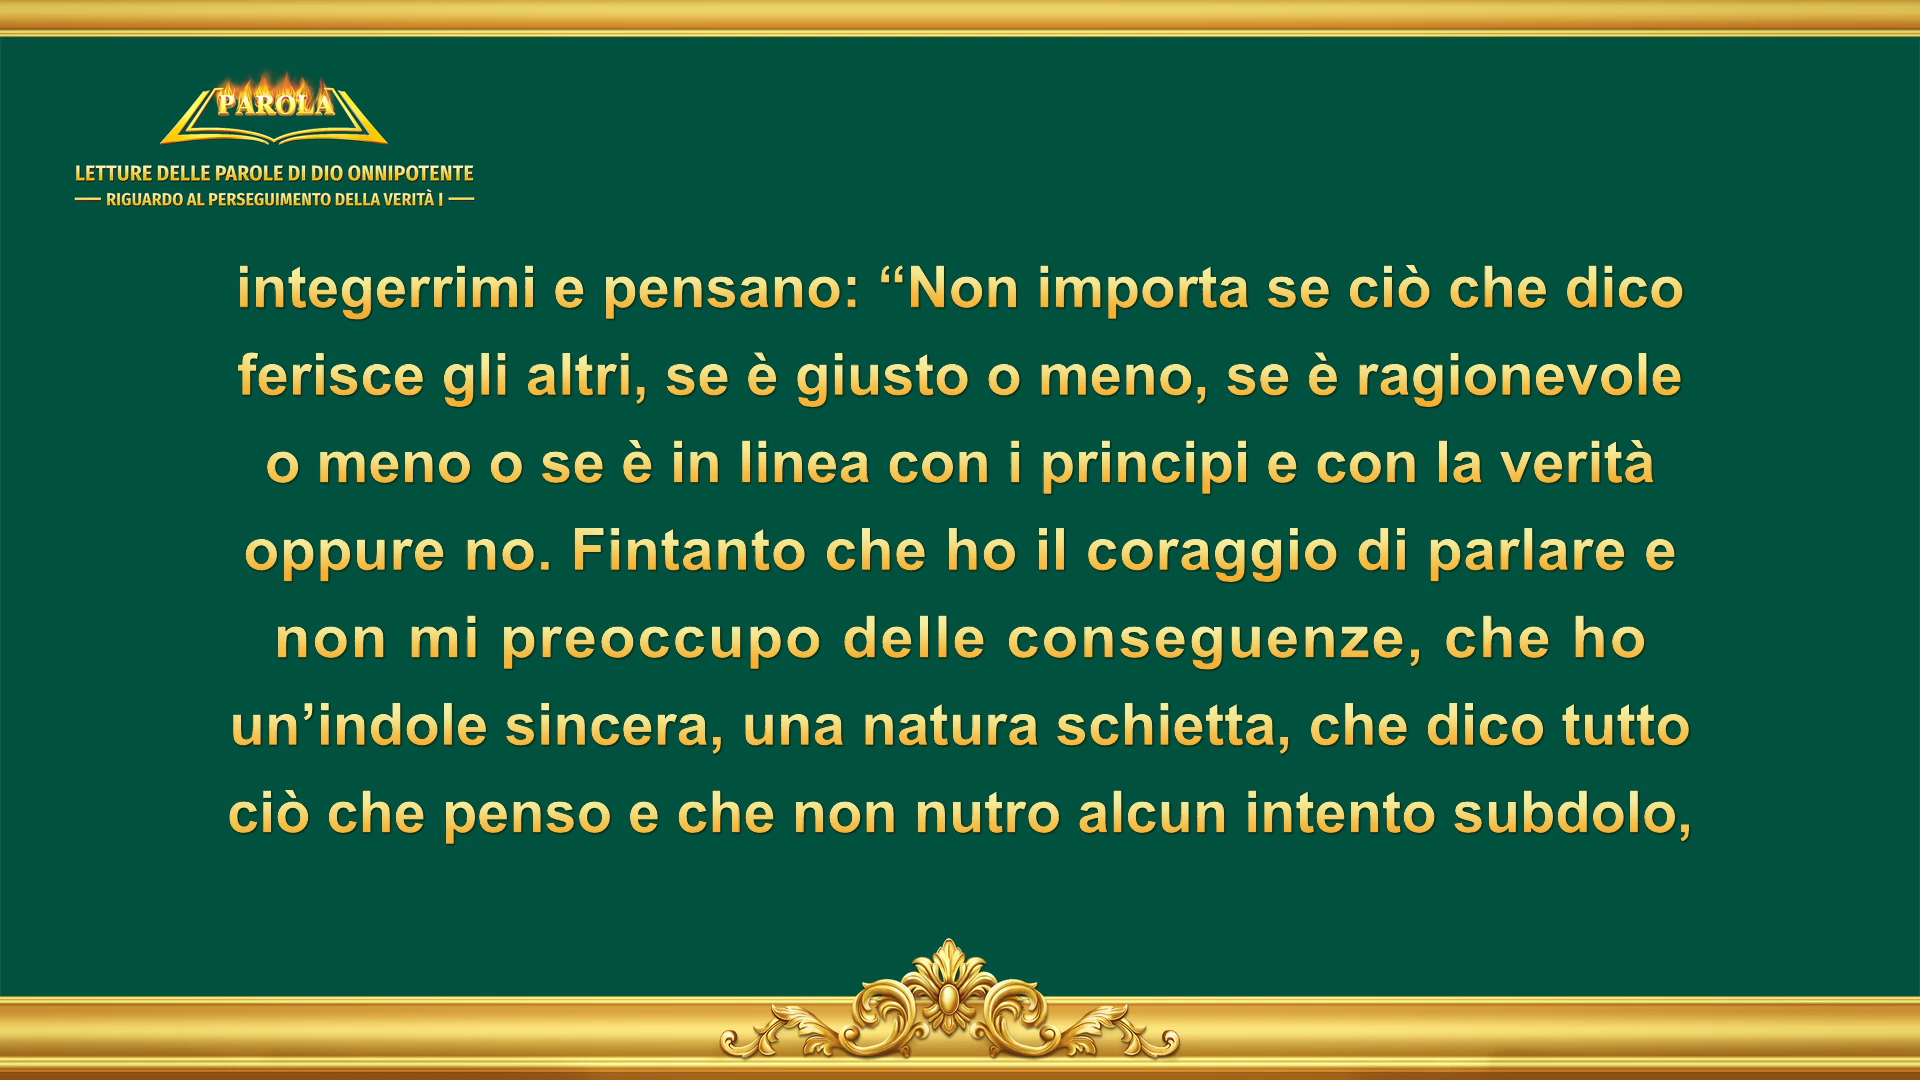 PAROLA
LETTURE DELLE PAROLE DI DIO ONNIPOTENTE
RIGUARDO AL PERSEGUIMENTO DELLA VERITÀ I
integerrimi e pensano: “Non importa se ciò che dico
ferisce gli altri, se è giusto o meno, se è ragionevole
o meno o se è in linea con i principi e con la verità
oppure no. Fintanto che ho il coraggio di parlare e
non mi preoccupo delle conseguenze, che ho
un’indole sincera, una natura schietta, che dico tutto
ciò che penso e che non nutro alcun intento subdolo,